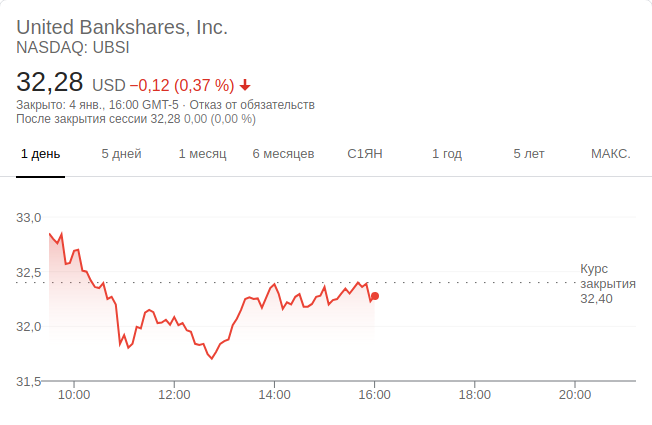 United Bankshares, Inc.
NASDAQ: UBSI
32,28 USD −0,12 (0,37 %)
Закрыто: 4 янв., 16:00 GMT-5 · Отказ от обязательств
После закрытия сессии 32,28 0,00 (0,00 %)
1 день 5 дней 1 месяц 6 месяцев С1ЯН 1 год 5 лет МАКС.
33,0
32,5
Курс
закрытия
32,40
32,0
31,5
10:00 12:00 14:00 16:00 18:00 20:00